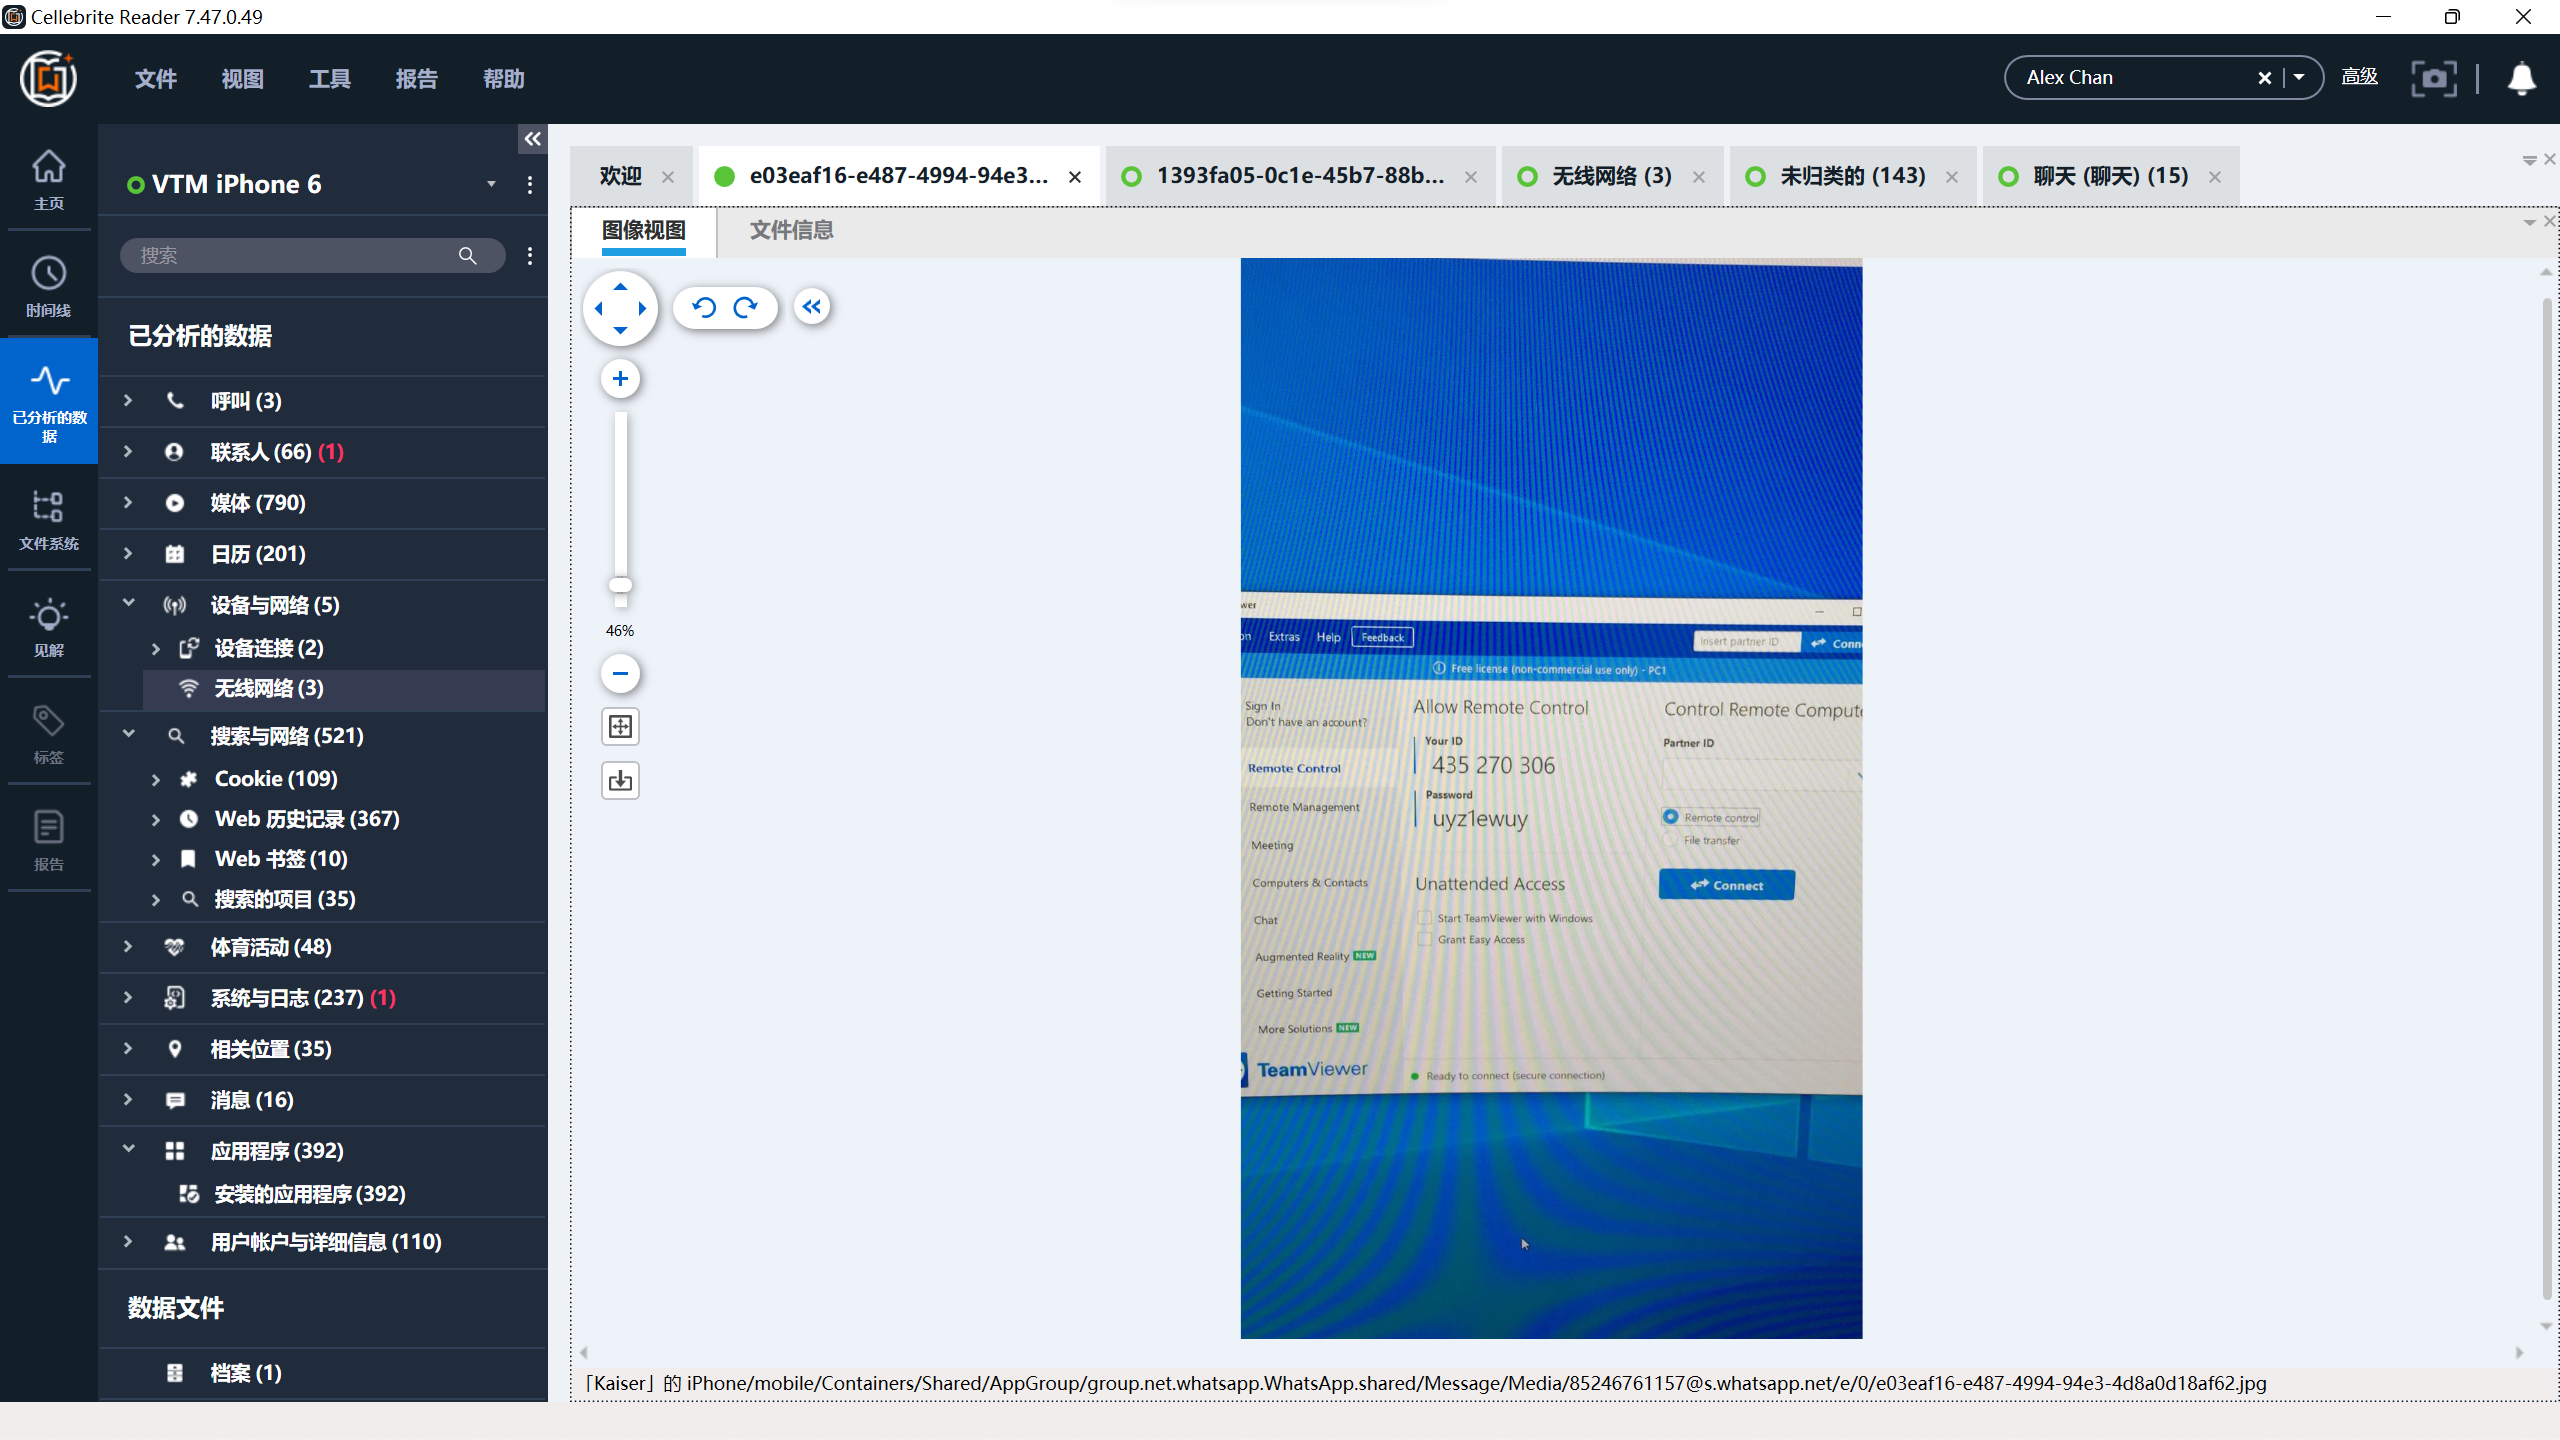 Cellebrite Reader 7.47.0.49
文件 视图 工具 报告 帮助
Alex Chan
高级
主页
时间线
已分析的数据
文件系统
见解
标签
报告
VTM iPhone 6
搜索
已分析的数据
呼叫 (3)
联系人 (66) (1)
媒体 (790)
日历 (201)
设备与网络 (5)
设备连接 (2)
无线网络 (3)
搜索与网络 (521)
Cookie (109)
Web 历史记录 (367)
Web 书签 (10)
搜索的项目 (35)
体育活动 (48)
系统与日志 (237) (1)
相关位置 (35)
消息 (16)
应用程序 (392)
安装的应用程序 (392)
用户帐户与详细信息 (110)
数据文件
档案 (1)
欢迎
e03eaf16-e487-4994-94e3...
1393fa05-0c1e-45b7-88b...
无线网络 (3)
未归类的 (143)
聊天 (聊天) (15)
图像视图 文件信息
46%
wer
on Extras Help Feedback
Insert partner ID
Conn
Free license (non-commercial use only) - PC1
Sign In
Don't have an account?
Remote Control
Remote Management
Meeting
Computers & Contacts
Chat
Augmented Reality NEW
Getting Started
More Solutions NEW
TeamViewer
Allow Remote Control
Your ID
435 270 306
Password
uyz1ewuy
Unattended Access
Start TeamViewer with Windows
Grant Easy Access
Ready to connect (secure connection)
Control Remote Compute
Partner ID
Remote control
File transfer
Connect
「Kaiser」的 iPhone/mobile/Containers/Shared/AppGroup/group.net.whatsapp.WhatsApp.shared/Message/Media/85246761157@s.whatsapp.net/e/0/e03eaf16-e487-4994-94e3-4d8a0d18af62.jpg